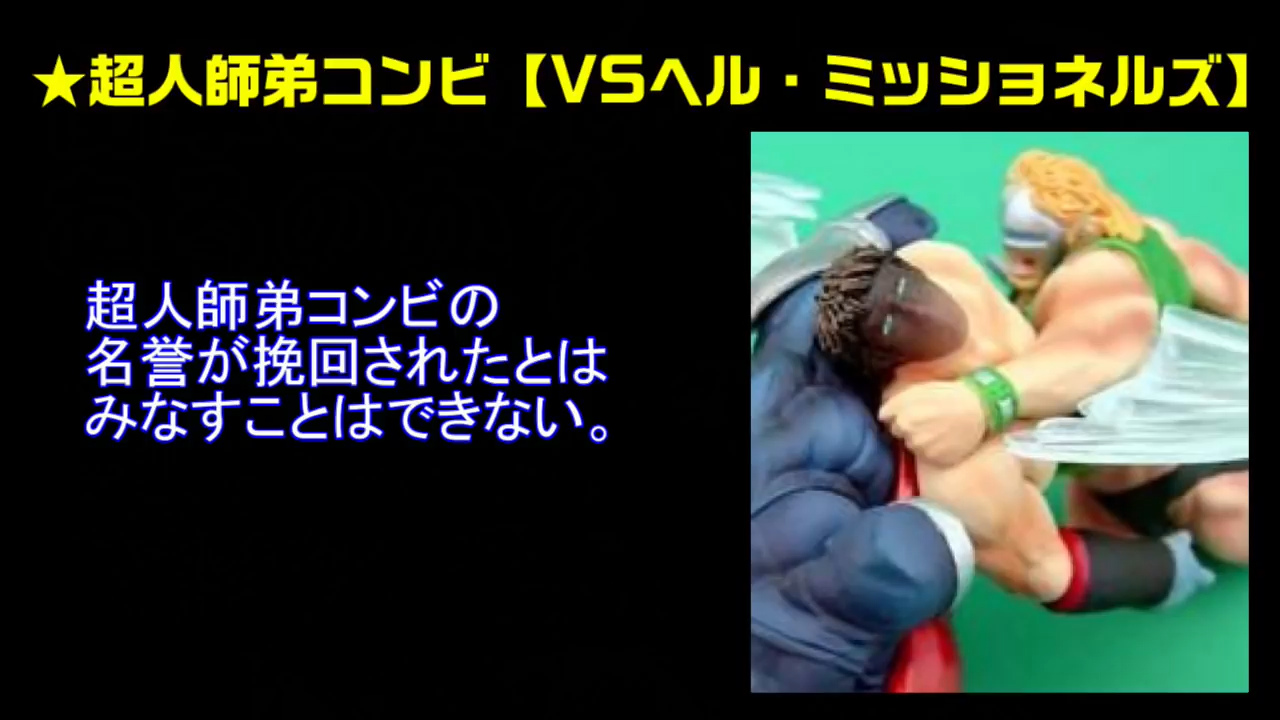 ★超人師弟コンビ【VSヘル・ミッショネルズ】
超人師弟コンビの
名誉が挽回されたとは
みなすことはできない。